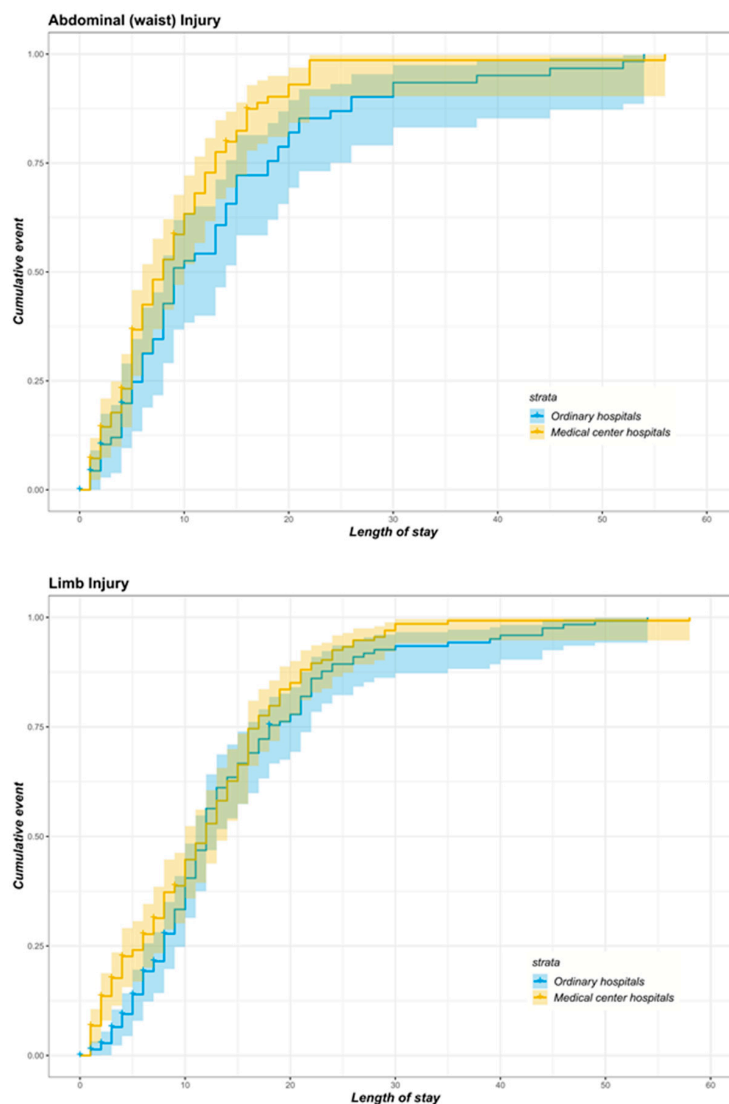 Abdominal (waist) Injury
1.00
0.75
0.50
0.25
0.00
Cumulative event
strata
Ordinary hospitals
Medical center hospitals
0 10 20 30 40 50 60
Length of stay
Limb Injury
1.00
0.75
0.50
0.25
0.00
Cumulative event
strata
Ordinary hospitals
Medical center hospitals
0 10 20 30 40 50 60
Length of stay